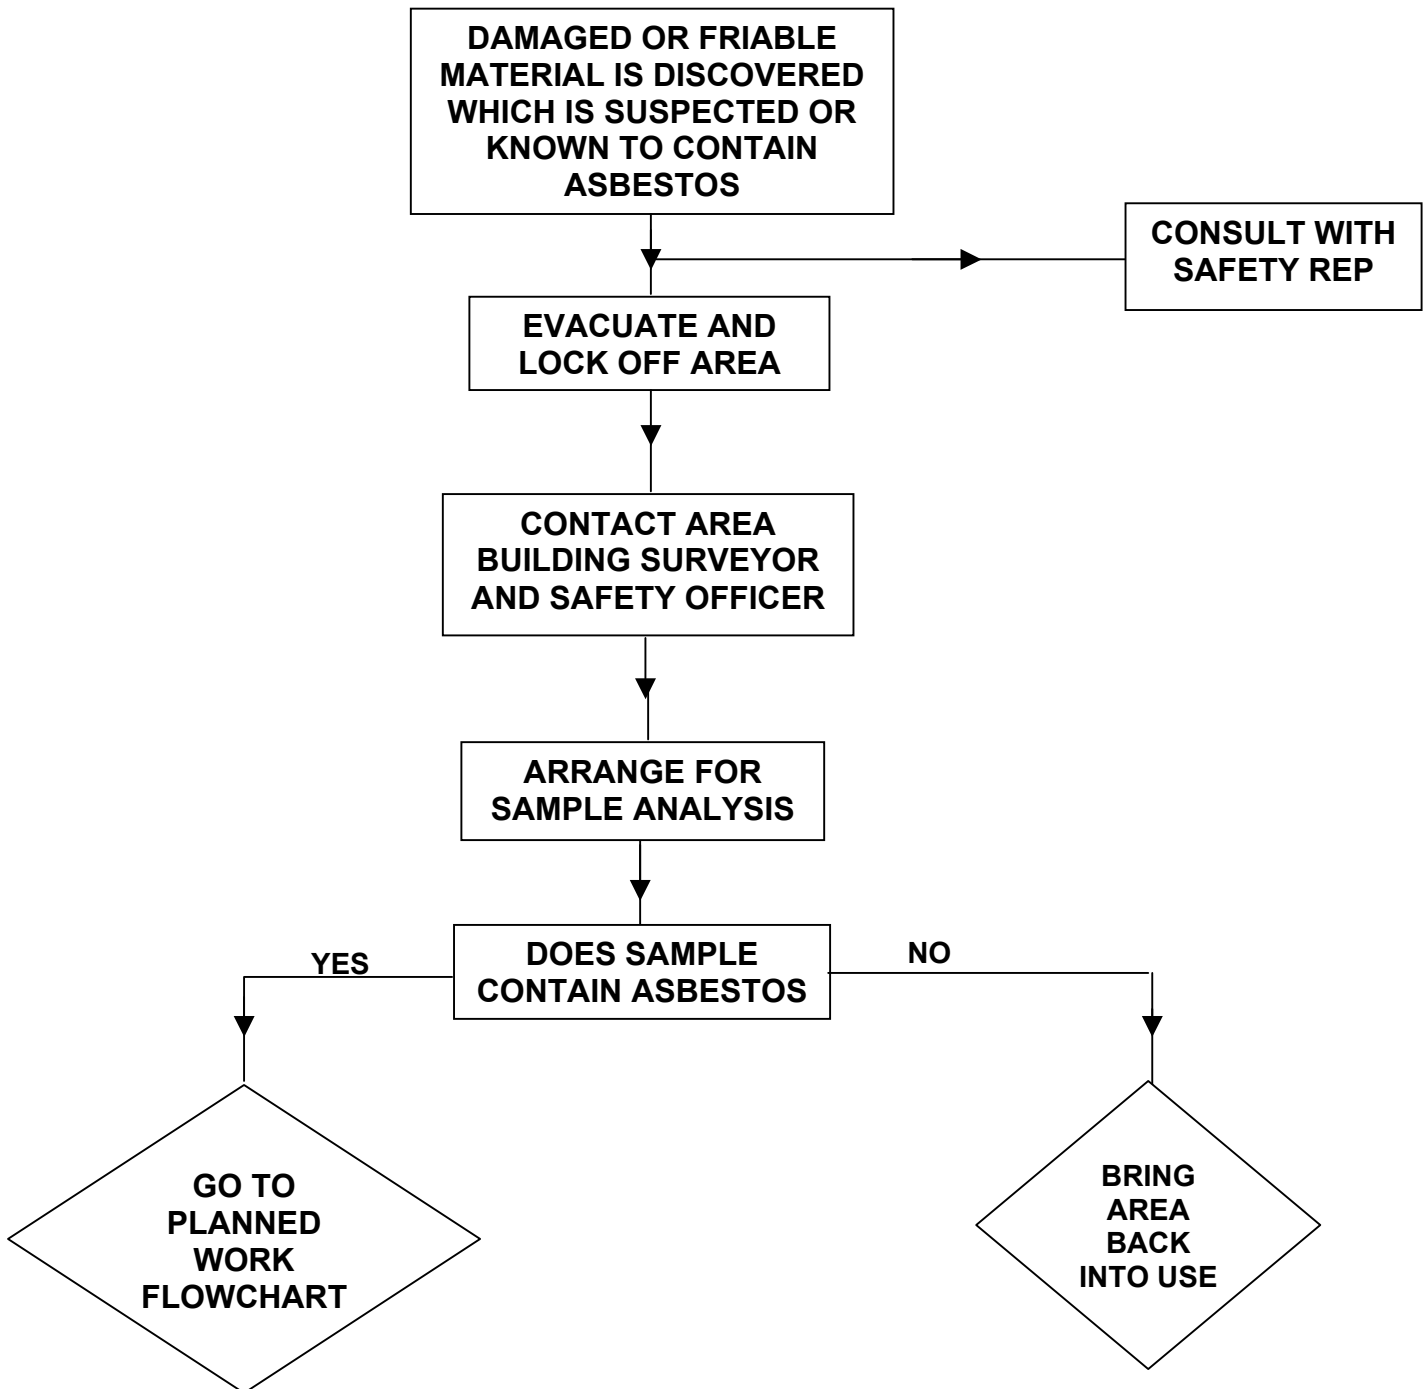 DAMAGED OR FRIABLE
MATERIAL IS DISCOVERED
WHICH IS SUSPECTED OR
KNOWN TO CONTAIN
ASBESTOS
CONSULT WITH
SAFETY REP
EVACUATE AND
LOCK OFF AREA
CONTACT AREA
BUILDING SURVEYOR
AND SAFETY OFFICER
ARRANGE FOR
SAMPLE ANALYSIS
DOES SAMPLE
CONTAIN ASBESTOS
YES
NO
GO TO
PLANNED
WORK
FLOWCHART
BRING
AREA
BACK
INTO USE